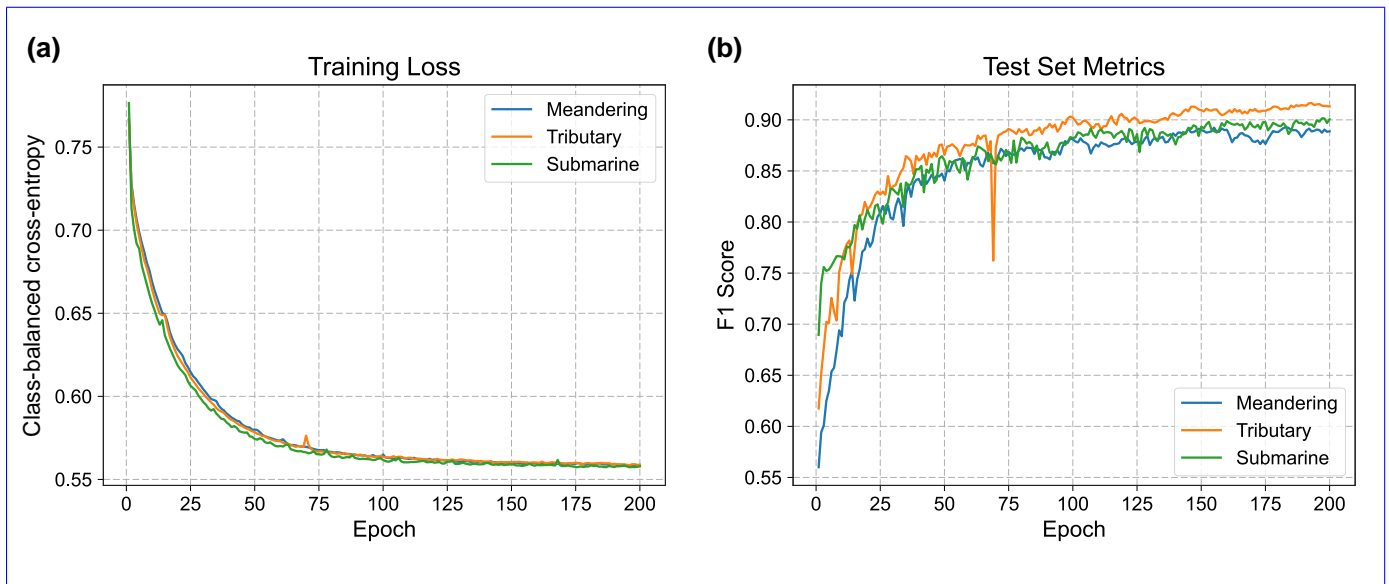 (a)
Training Loss
Class-balanced cross-entropy
0.75
0.70
0.65
0.60
0.55
Meandering
Tributary
Submarine
0 25 50 75 100 125 150 175 200
Epoch
(b)
Test Set Metrics
F1 Score
0.90
0.85
0.80
0.75
0.70
0.65
0.60
0.55
Meandering
Tributary
Submarine
0 25 50 75 100 125 150 175 200
Epoch